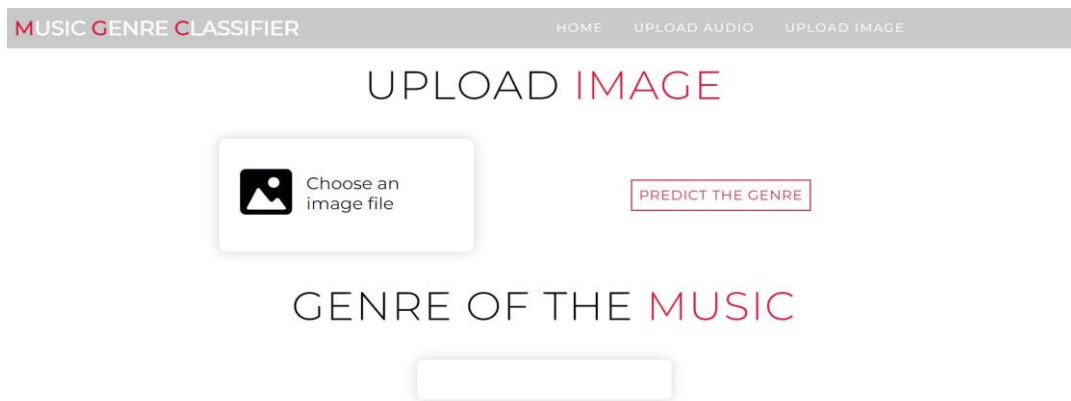 MUSIC GENRE CLASSIFIER
HOME UPLOAD AUDIO UPLOAD IMAGE
UPLOAD IMAGE
Choose an
image file
PREDICT THE GENRE
GENRE OF THE MUSIC